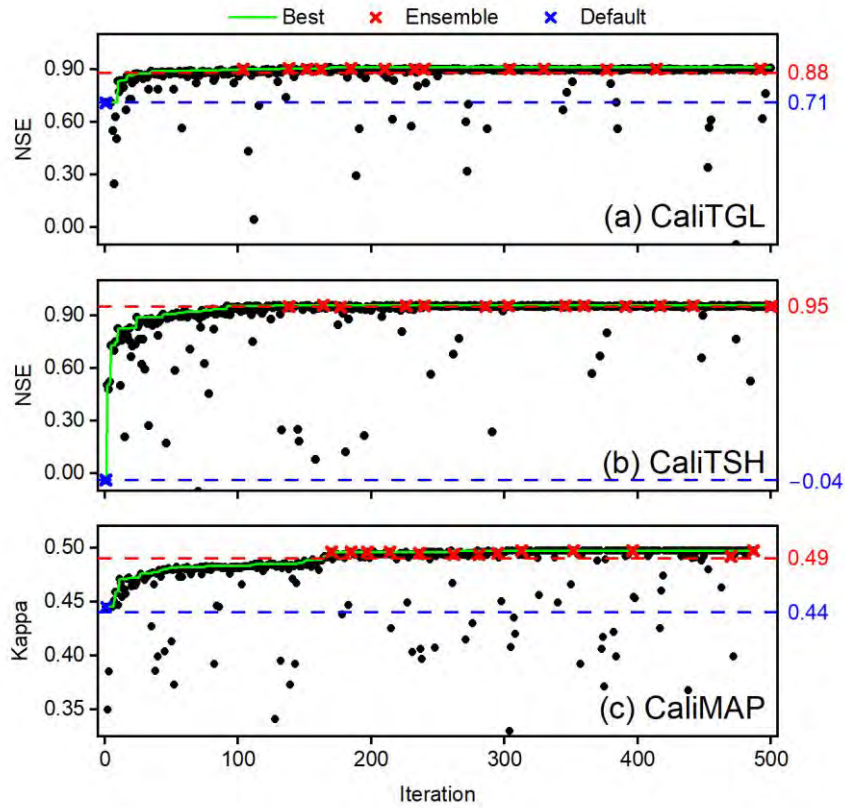 Best Ensemble Default
0.90
0.60
0.30
0.00
NSE
0.88
0.71
(a) CaliTGL
0.90
0.60
0.30
0.00
NSE
0.95
−0.04
(b) CaliTSH
0.50
0.45
0.40
0.35
Kappa
0.49
0.44
(c) CaliMAP
0 100 200 300 400 500
Iteration